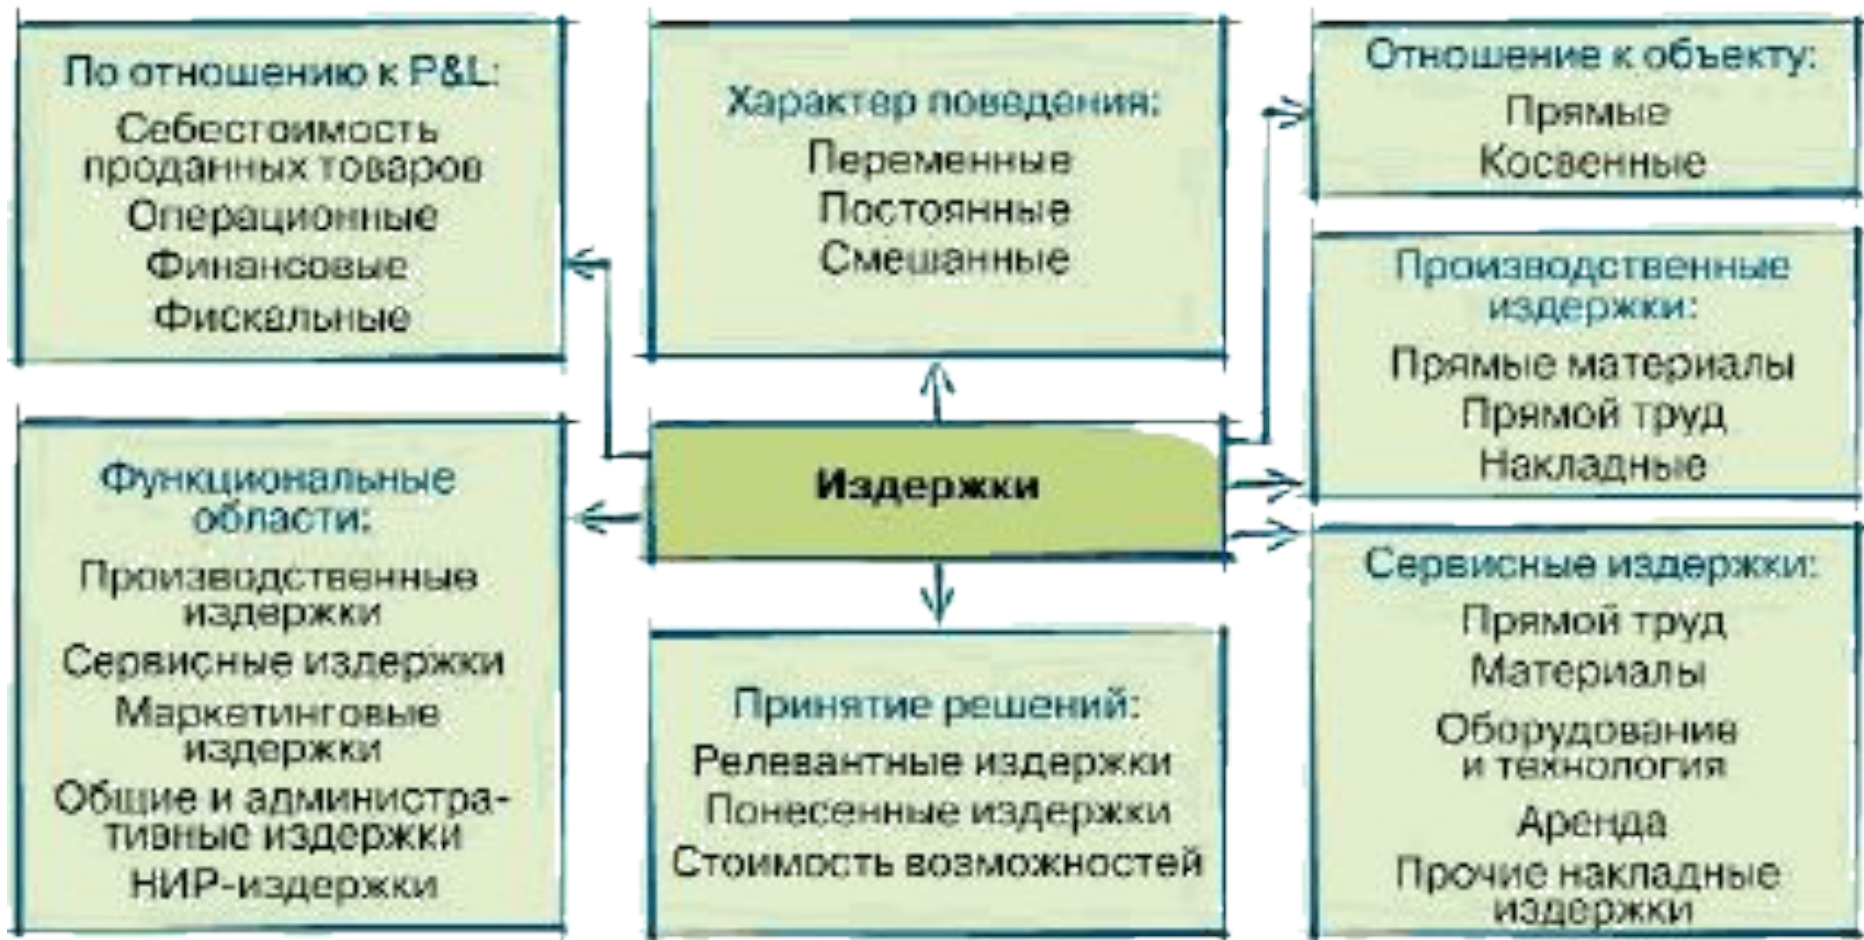 По отношению к P&L:
Себестоимость
проданных товаров
Операционные
Финансовые
Фискальные
Характер поведения:
Переменные
Постоянные
Смешанные
Отношение к объекту:
Прямые
Косвенные
Производственные
издержки:
Прямые материалы
Прямой труд
Накладные
Функциональные
области:
Производственные
издержки
Сервисные издержки
Маркетинговые
издержки
Общие и администра-
тивные издержки
НИР-издержки
Издержки
Принятие решений:
Релевантные издержки
Понесенные издержки
Стоимость возможностей
Сервисные издержки:
Прямой труд
Материалы
Оборудование
и технология
Аренда
Прочие накладные
издержки